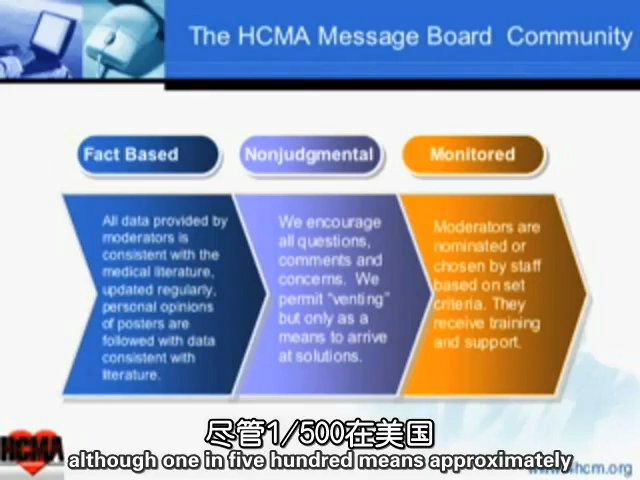 The HCMA Message Board Community
Fact Based
Nonjudgmental
Monitored
All data provided by
moderators is
consistent with the
medical literature,
updated regularly,
personal opinions
of posters are
followed with data
consistent with
literature.
We encourage
all questions,
comments and
concerns. We
permit “venting”
but only as a
means to arrive
at solutions.
Moderators are
nominated or
chosen by staff
based on set
criteria. They
receive training
and support.
尽管1/500在美国
although one in five hundred means approximately
HCMA